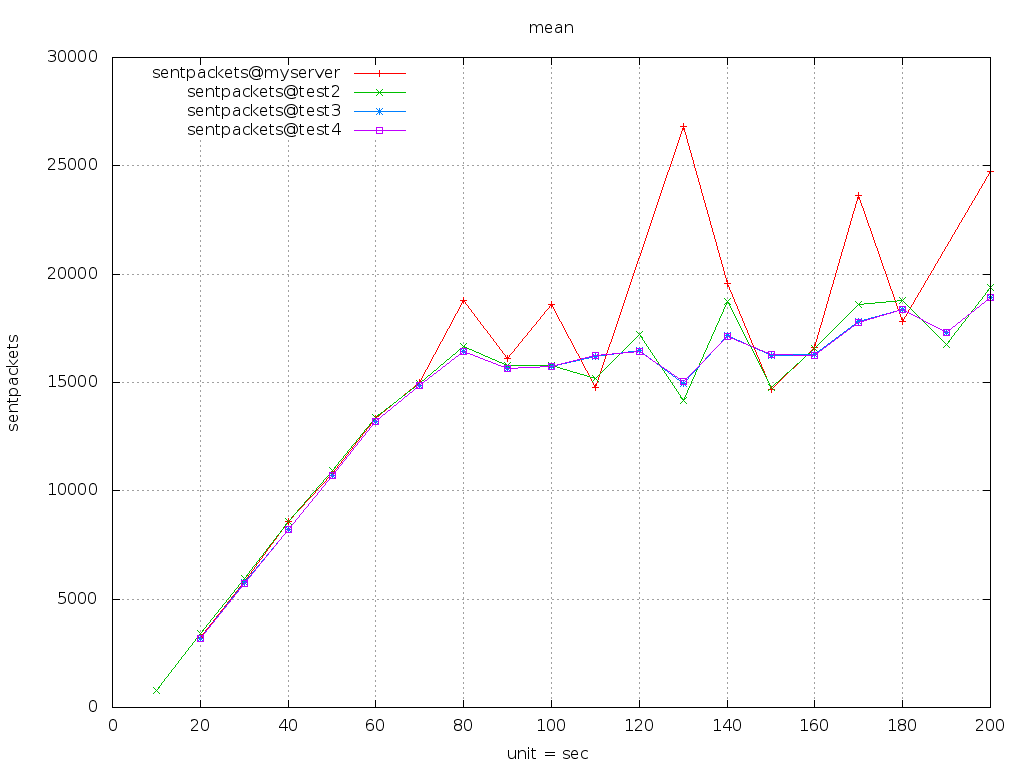 mean
30000
25000
20000
15000
10000
5000
0
sentpackets@myserver
sentpackets@test2
sentpackets@test3
sentpackets@test4
sentpackets
0 20 40 60 80 100 120 140 160 180 200
unit = sec